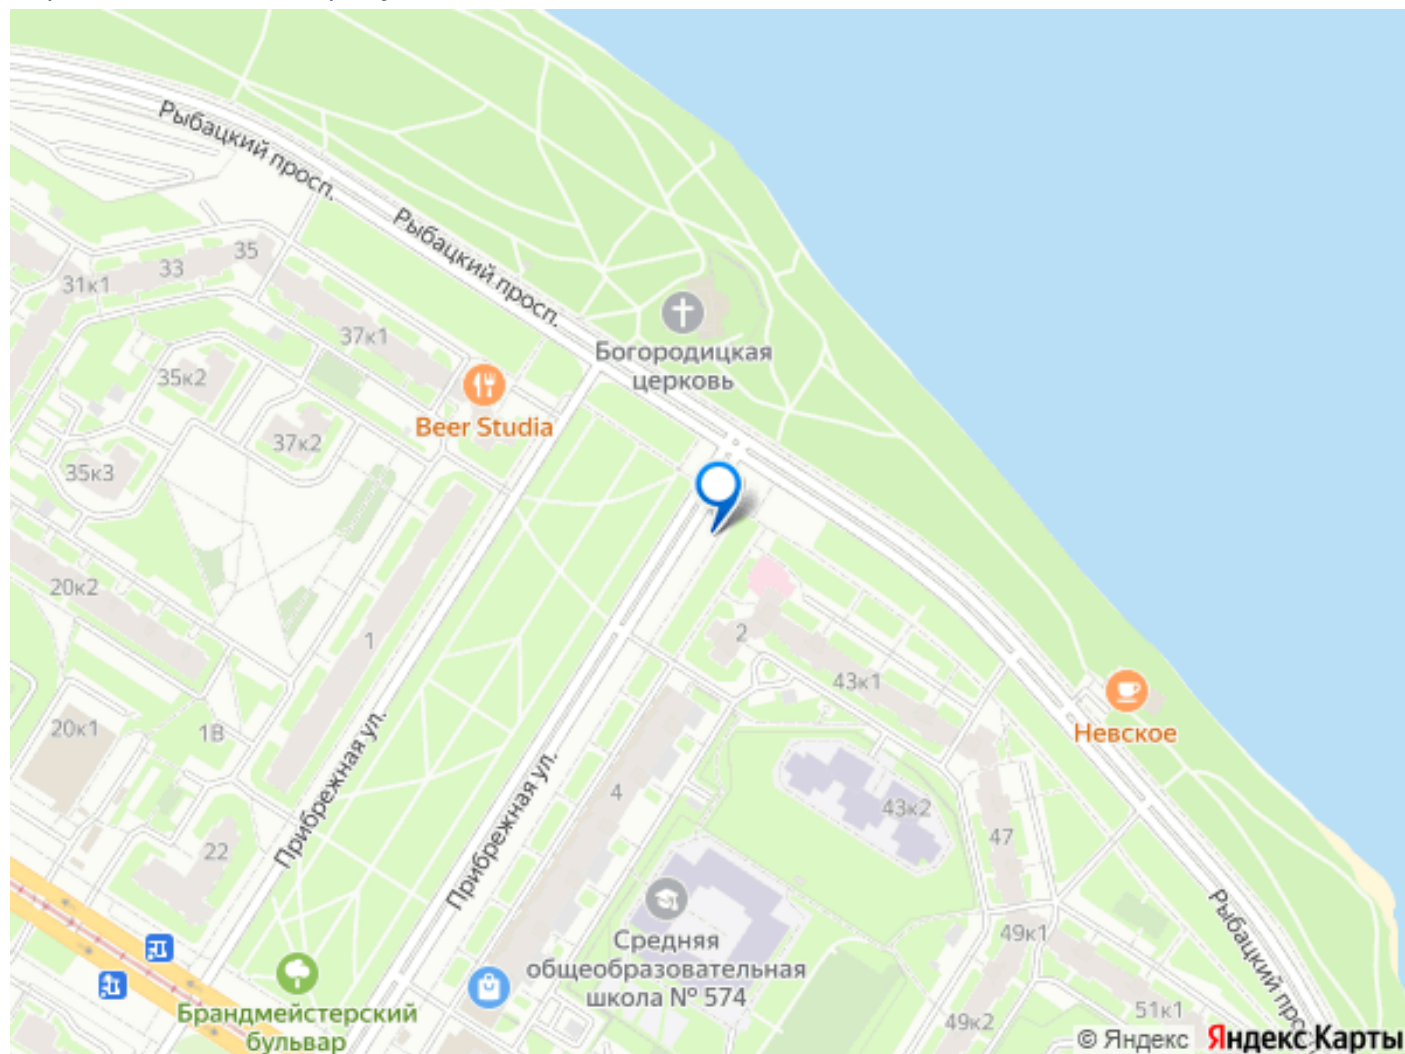 Рыбацкий просп.
Рыбацкий просп.
35
33
31к1
37к1
35к2
Богородицкая
церковь
Beer Studia
37к2
35к3
20к2
1
2
43к1
20к1
1В
Прибрежная ул.
Невское
Прибрежная ул.
4
43к2
47
22
Рыбацкий прос
Средняя
общеобразовательная
школа № 574
49к1
Брандмейстерский
бульвар
49к2
51к1
© Яндекс Яндекс Карты